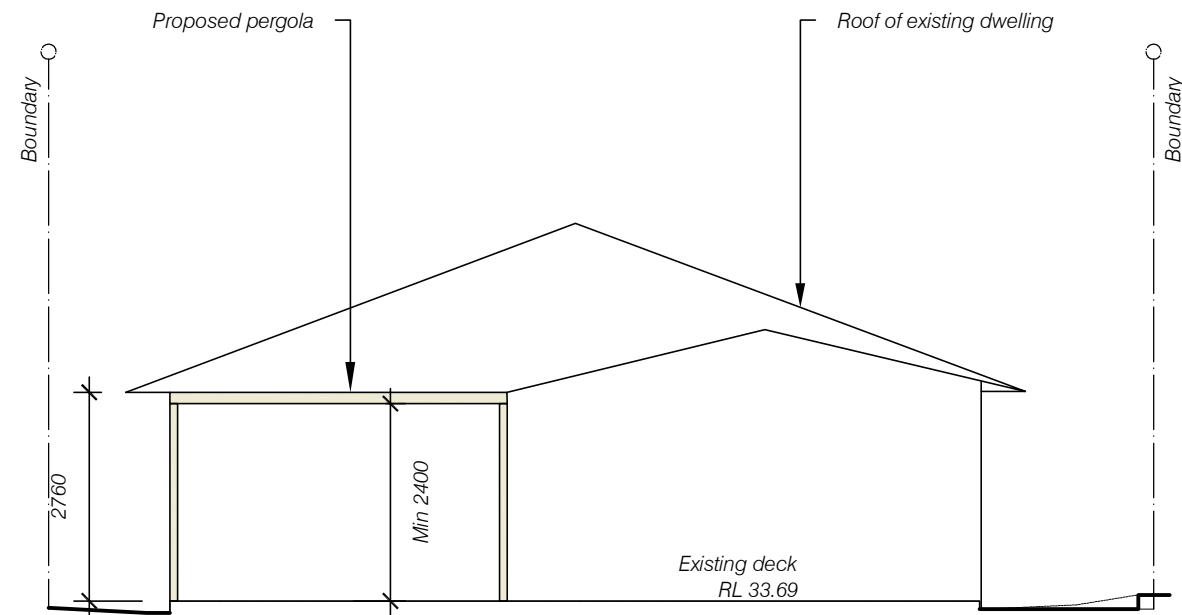 Proposed pergola
Roof of existing dwelling
Boundary
Boundary
2760
Min 2400
Existing deck
RL 33.69